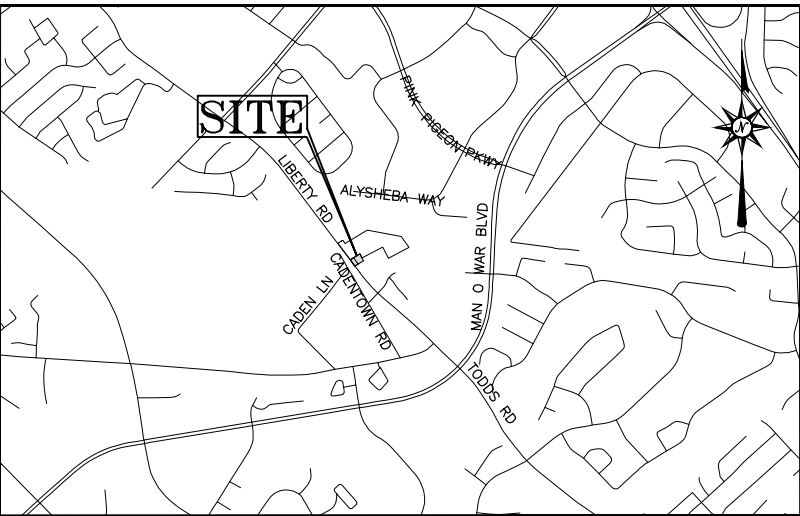 SITE
PINK PIGEON PKWY
LIBERTY RD
ALYSHEBA WAY
MAN O WAR BLVD
CADEN LN
CADENTOWN RD
TODDS RD
N